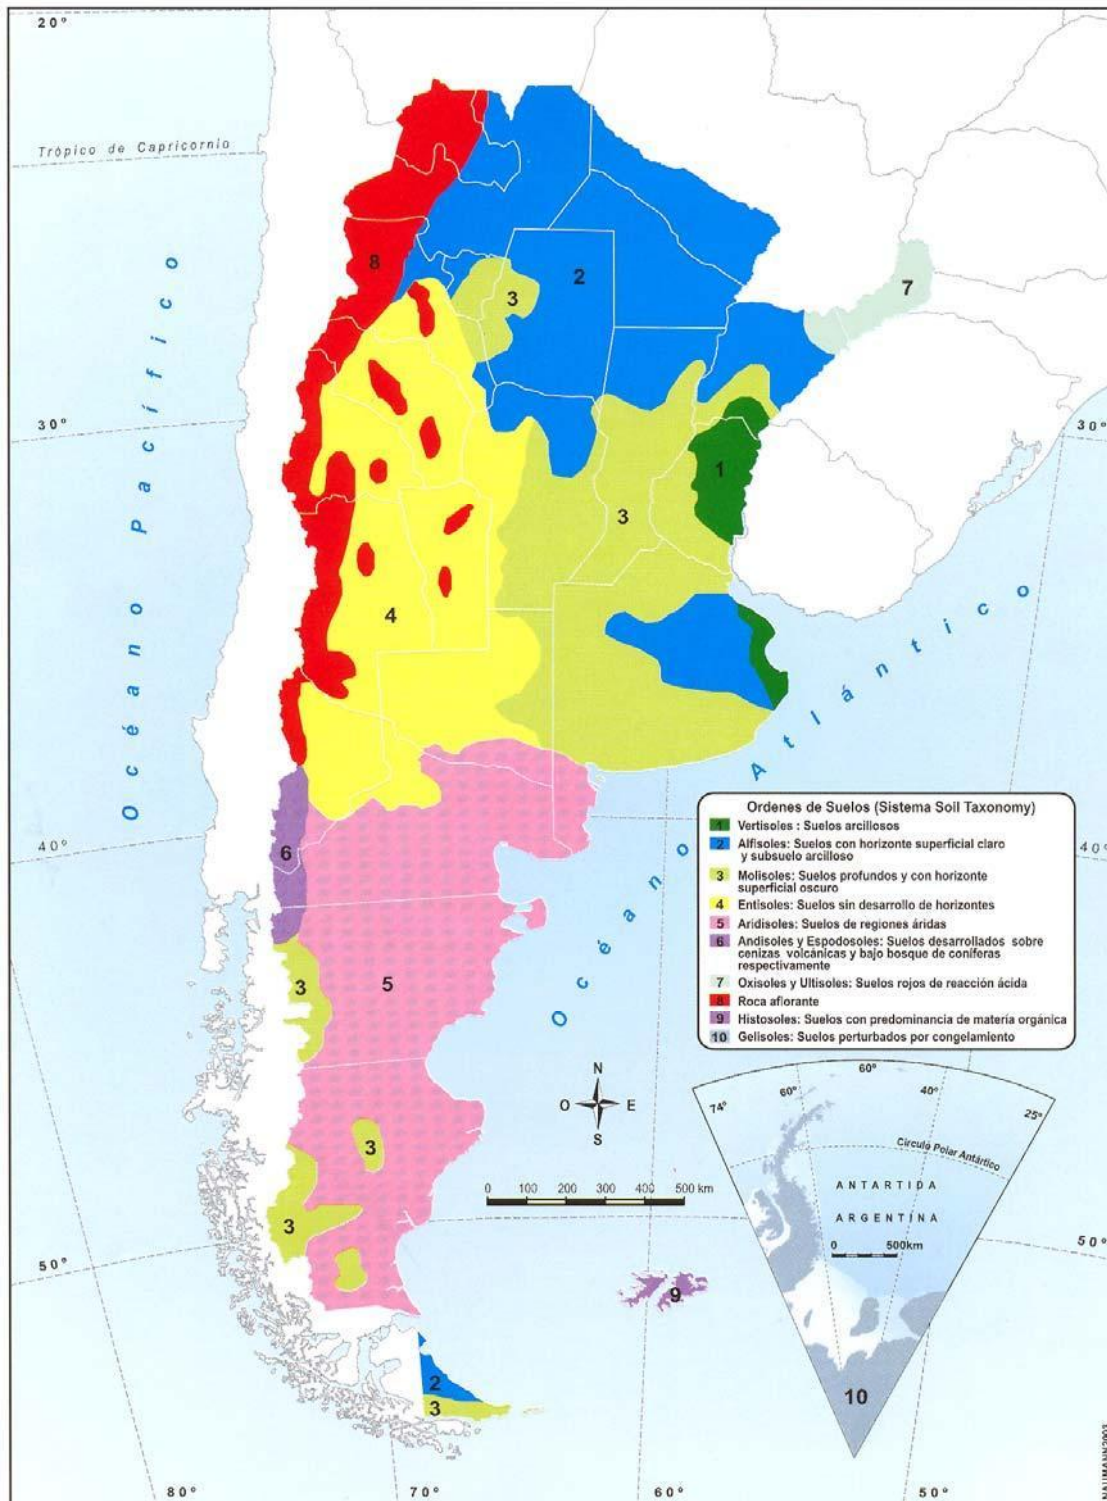 20°
Trópico de Capricornio
8
2
3
7
Océano Pacífico
30°
30°
1
3
4
Océano Atlántico
40°
40°
6
5
3
3
3
Ordenes de Suelos (Sistema Soil Taxonomy)
1 Vertisoles : Suelos arcillosos
2 Alfisoles: Suelos con horizonte superficial claro
y subsuelo arcilloso
3 Molisoles: Suelos profundos y con horizonte
superficial oscuro
4 Entisoles: Suelos sin desarrollo de horizontes
5 Aridisoles: Suelos de regiones áridas
6 Andisoles y Espodosoles: Suelos desarrollados sobre
cenizas volcánicas y bajo bosque de coníferas
respectivamente
7 Oxisoles y Ultisoles: Suelos rojos de reacción ácida
8 Roca aflorante
9 Histosoles: Suelos con predominancia de matería orgánica
10 Gelisoles: Suelos perturbados por congelamiento
N
O E
S
0 100 200 300 400 500 km
74° 60° 60° 40° 25°
Círculo Polar Antártico
ANTARTIDA
ARGENTINA
0 500km
10
50°
50°
9
2
3
80° 70° 60° 50°
NAUMANN2003